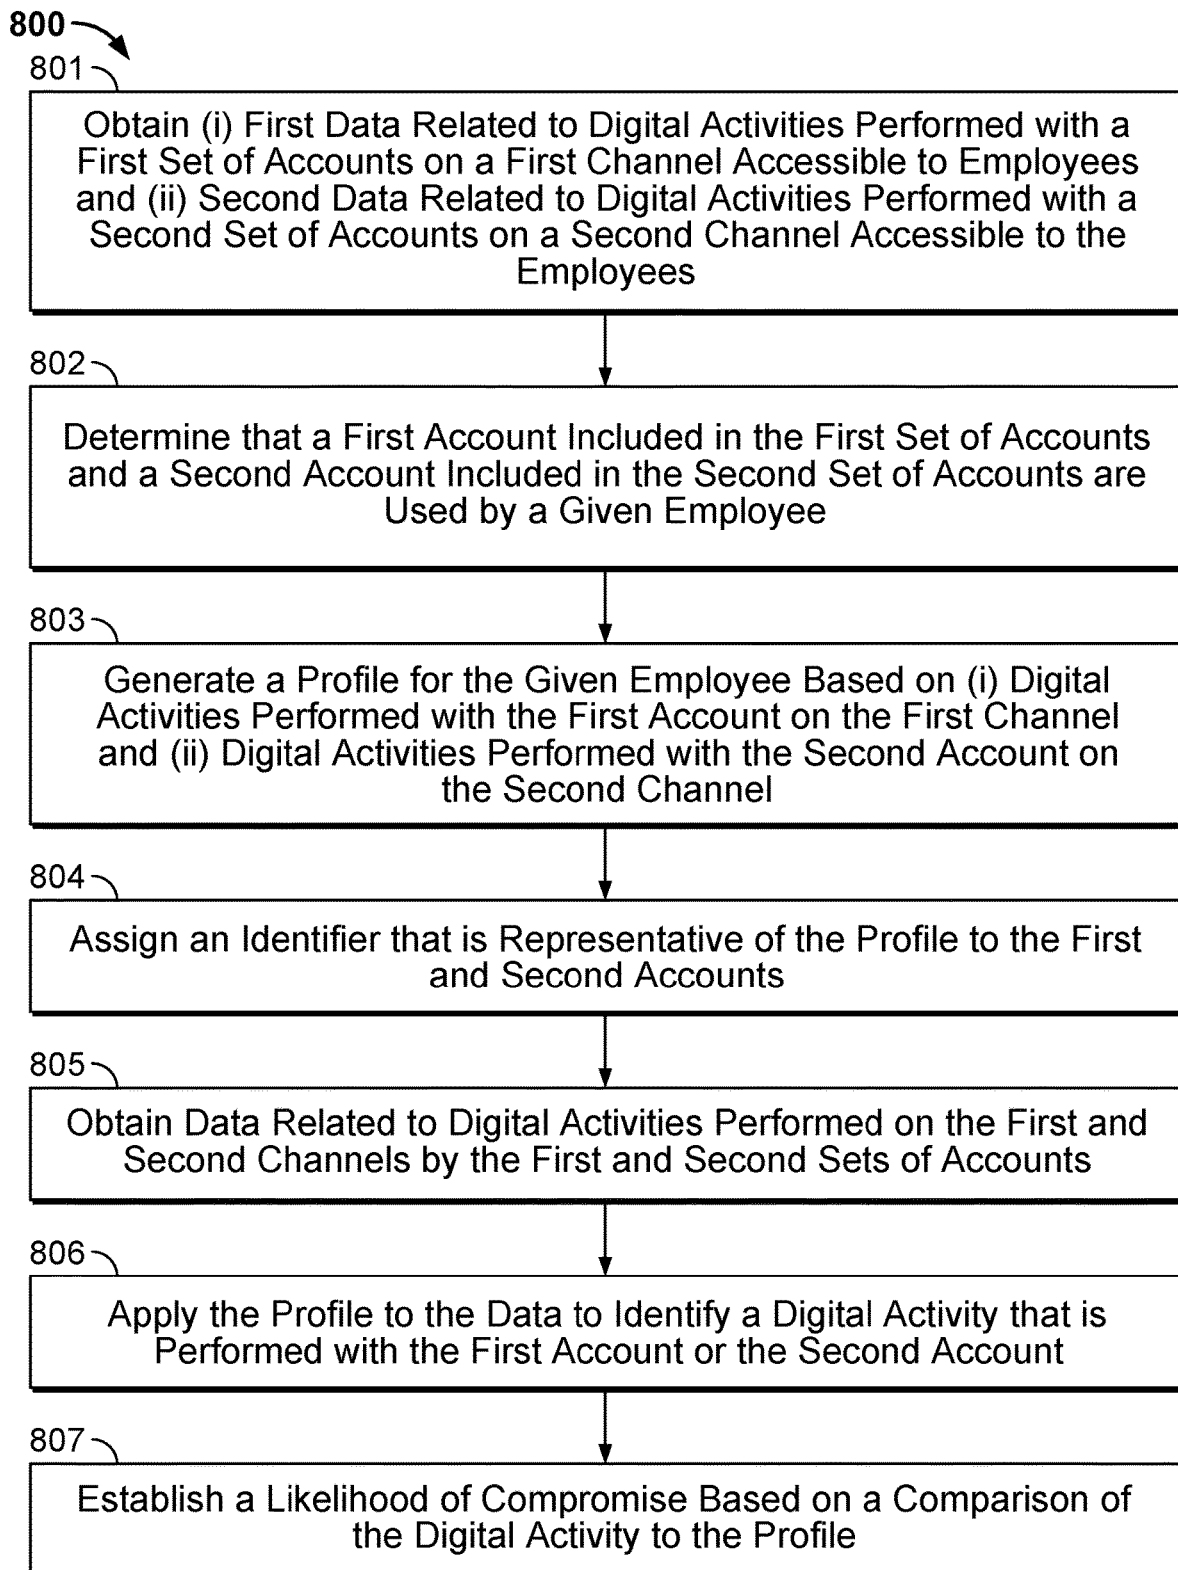 800
801
Obtain (i) First Data Related to Digital Activities Performed with a
First Set of Accounts on a First Channel Accessible to Employees
and (ii) Second Data Related to Digital Activities Performed with a
Second Set of Accounts on a Second Channel Accessible to the
Employees
802
Determine that a First Account Included in the First Set of Accounts
and a Second Account Included in the Second Set of Accounts are
Used by a Given Employee
803
Generate a Profile for the Given Employee Based on (i) Digital
Activities Performed with the First Account on the First Channel
and (ii) Digital Activities Performed with the Second Account on
the Second Channel
804
Assign an Identifier that is Representative of the Profile to the First
and Second Accounts
805
Obtain Data Related to Digital Activities Performed on the First and
Second Channels by the First and Second Sets of Accounts
806
Apply the Profile to the Data to Identify a Digital Activity that is
Performed with the First Account or the Second Account
807
Establish a Likelihood of Compromise Based on a Comparison of
the Digital Activity to the Profile